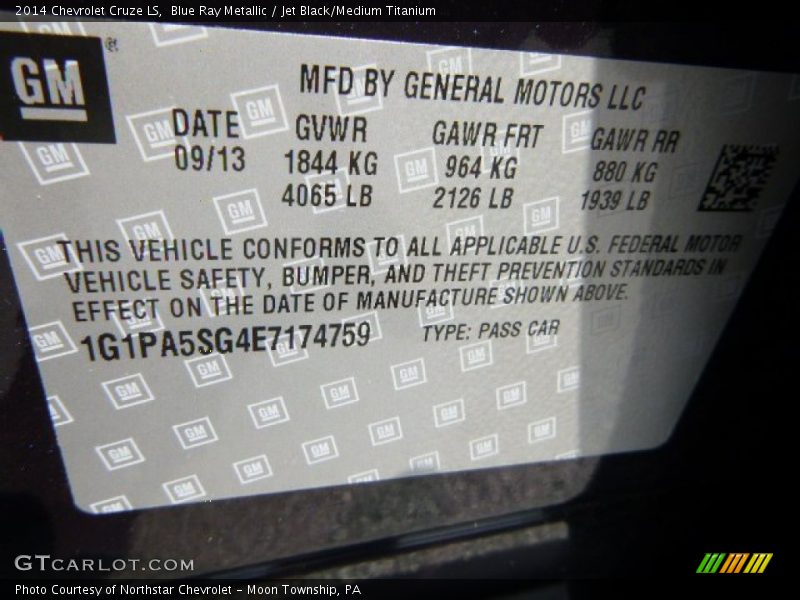 2014 Chevrolet Cruze LS,  Blue Ray Metallic / Jet Black/Medium Titanium
GM ®
MFD BY GENERAL MOTORS LLC
DATE GVWR GAWR FRT GAWR RR
09/13 1844 KG 964 KG 880 KG
4065 LB 2126 LB 1939 LB
THIS VEHICLE CONFORMS TO ALL APPLICABLE U.S. FEDERAL MOTOR
VEHICLE SAFETY, BUMPER, AND THEFT PREVENTION STANDARDS IN
EFFECT ON THE DATE OF MANUFACTURE SHOWN ABOVE.
1G1PA5SG4E7174759 TYPE: PASS CAR
GTcarlot.com
Photo Courtesy of Northstar Chevrolet - Moon Township, PA